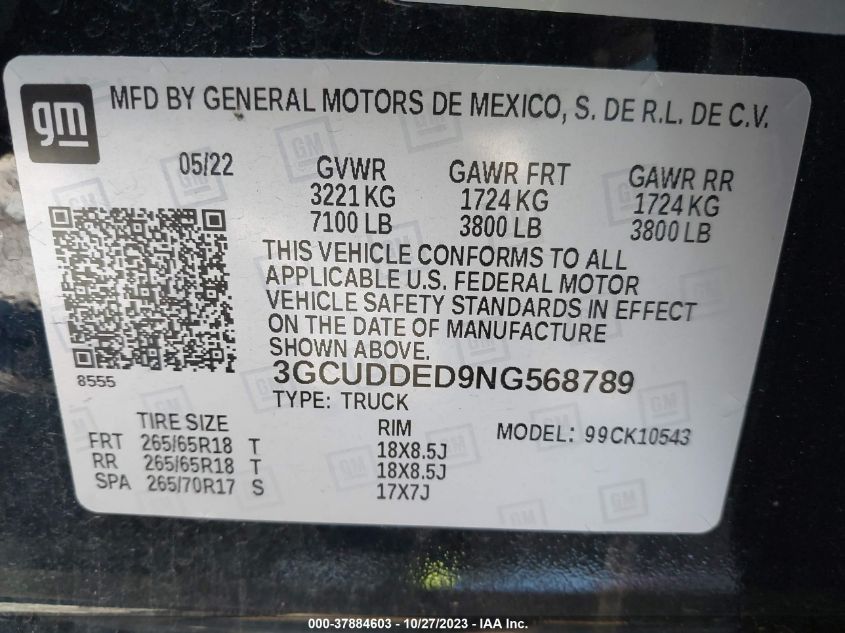 gm
MFD BY GENERAL MOTORS DE MEXICO, S. DE R.L. DE C.V.
05/22 GVWR GAWR FRT GAWR RR
3221 KG 1724 KG 1724 KG
7100 LB 3800 LB 3800 LB
THIS VEHICLE CONFORMS TO ALL
APPLICABLE U.S. FEDERAL MOTOR
VEHICLE SAFETY STANDARDS IN EFFECT
ON THE DATE OF MANUFACTURE
SHOWN ABOVE.
8555
3GCUDDED9NG568789
TYPE: TRUCK
TIRE SIZE RIM MODEL: 99CK10543
FRT 265/65R18 T 18X8.5J
RR 265/65R18 T 18X8.5J
SPA 265/70R17 S 17X7J
000-37884603 - 10/27/2023 - IAA Inc.